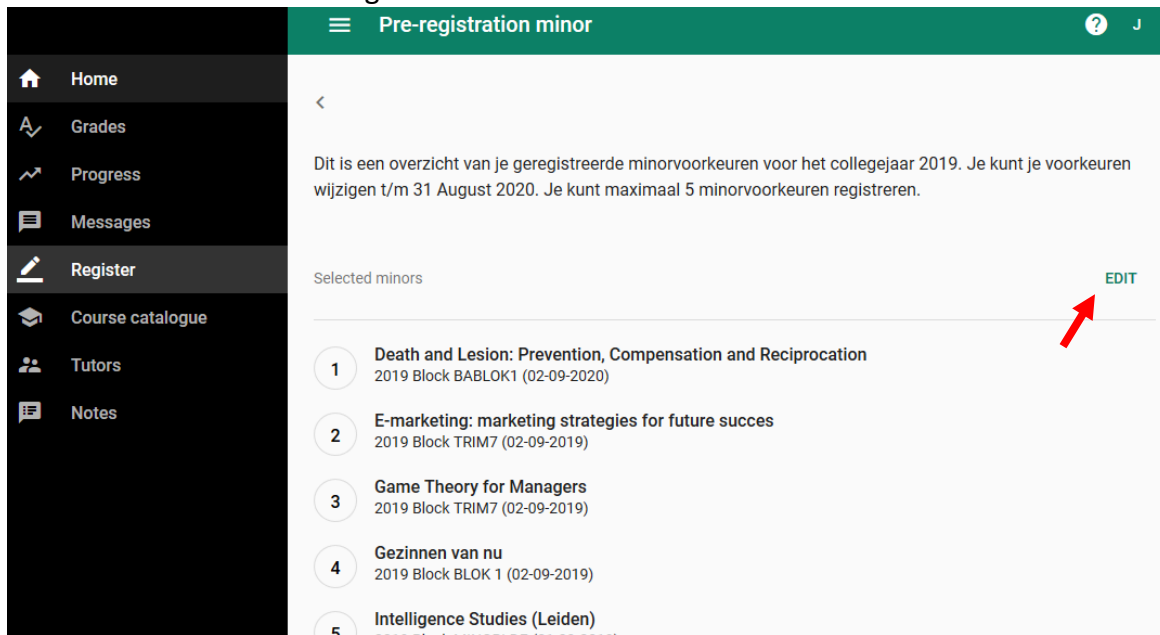 Pre-registration minor
? J
Home
Grades
Progress
Messages
Register
Course catalogue
Tutors
Notes
Dit is een overzicht van je geregistreerde minorvoorkeuren voor het collegejaar 2019. Je kunt je voorkeuren
wijzigen t/m 31 August 2020. Je kunt maximaal 5 minorvoorkeuren registreren.
Selected minors
EDIT
1 Death and Lesion: Prevention, Compensation and Reciprocation
2019 Block BABLOK1 (02-09-2020)
2 E-marketing: marketing strategies for future succes
2019 Block TRIM7 (02-09-2019)
3 Game Theory for Managers
2019 Block TRIM7 (02-09-2019)
4 Gezinnen van nu
2019 Block BLOK 1 (02-09-2019)
5 Intelligence Studies (Leiden)